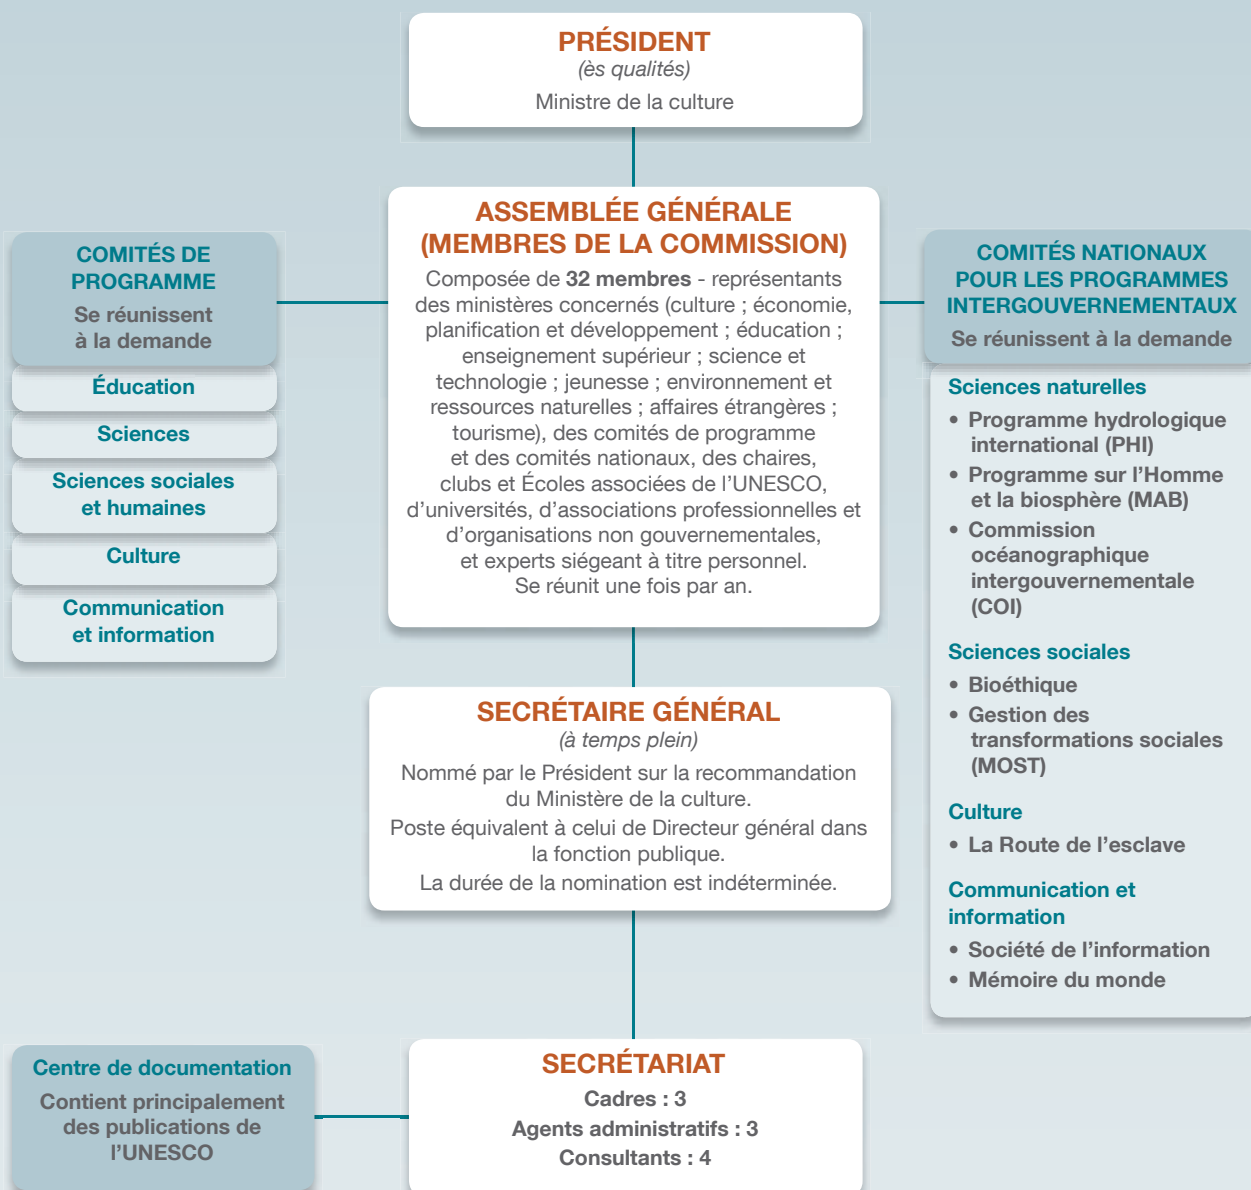 PRÉSIDENT
(ès qualités)
Ministre de la culture
ASSEMBLÉE GÉNÉRALE
(MEMBRES DE LA COMMISSION)
Composée de 32 membres - représentants
des ministères concernés (culture ; économie,
planification et développement ; éducation ;
enseignement supérieur ; science et
technologie ; jeunesse ; environnement et
ressources naturelles ; affaires étrangères ;
tourisme), des comités de programme
et des comités nationaux, des chaires,
clubs et Écoles associées de l’UNESCO,
d’universités, d’associations professionnelles et
d’organisations non gouvernementales,
et experts siégeant à titre personnel.
Se réunit une fois par an.
COMITÉS DE
PROGRAMME
Se réunissent
à la demande
Éducation
Sciences
Sciences sociales
et humaines
Culture
Communication
et information
COMITÉS NATIONAUX
POUR LES PROGRAMMES
INTERGOUVERNEMENTAUX
Se réunissent à la demande
Sciences naturelles
• Programme hydrologique
international (PHI)
• Programme sur l’Homme
et la biosphère (MAB)
• Commission
océanographique
intergouvernementale
(COI)
Sciences sociales
• Bioéthique
• Gestion des
transformations sociales
(MOST)
Culture
• La Route de l’esclave
Communication et
information
• Société de l’information
• Mémoire du monde
SECRÉTAIRE GÉNÉRAL
(à temps plein)
Nommé par le Président sur la recommandation
du Ministère de la culture.
Poste équivalent à celui de Directeur général dans
la fonction publique.
La durée de la nomination est indéterminée.
Centre de documentation
Contient principalement
des publications de
l’UNESCO
SECRÉTARIAT
Cadres : 3
Agents administratifs : 3
Consultants : 4